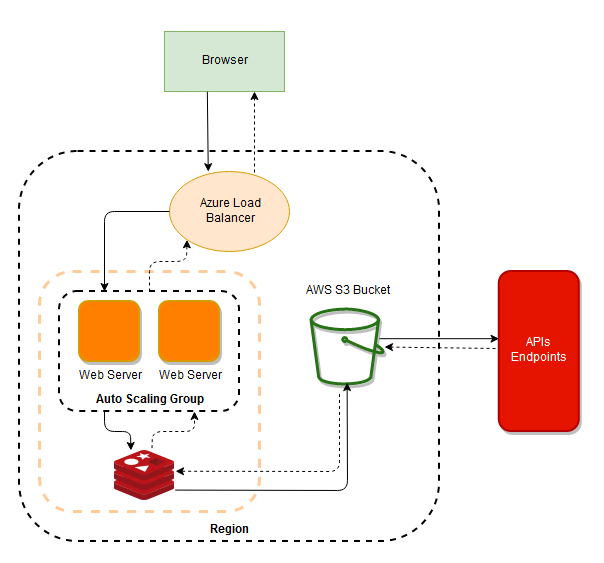 Browser
Azure Load
Balancer
AWS S3 Bucket
APIs
Endpoints
Web Server
Web Server
Auto Scaling Group
Region